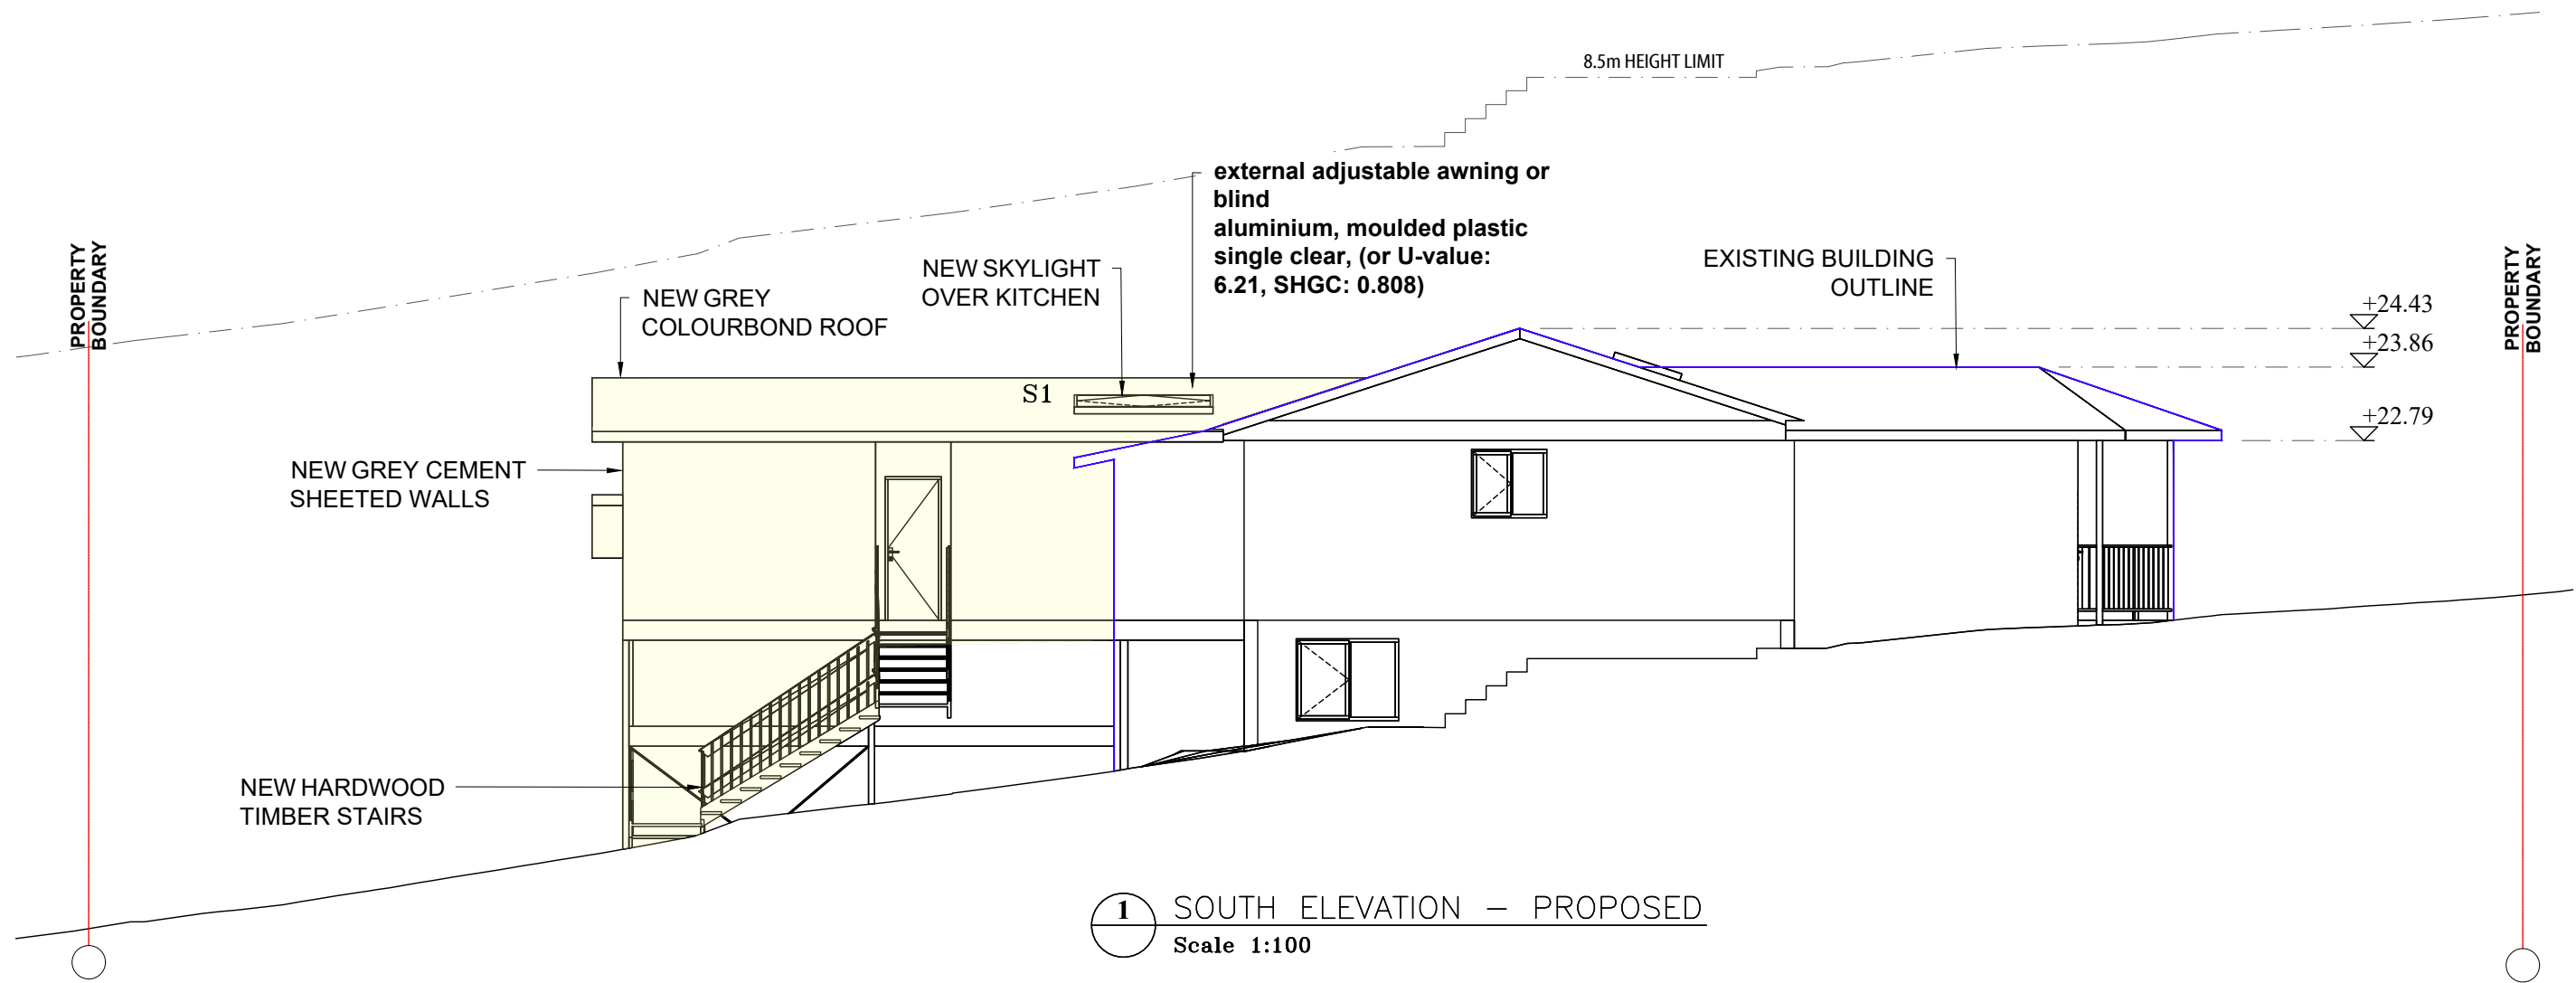 8.5m HEIGHT LIMIT
external adjustable awning or
blind
aluminium, moulded plastic
single clear, (or U-value:
6.21, SHGC: 0.808)
PROPERTY
BOUNDARY
NEW GREY
COLOURBOND ROOF
NEW SKYLIGHT
OVER KITCHEN
EXISTING BUILDING
OUTLINE
PROPERTY
BOUNDARY
+24.43
+23.86
+22.79
S1
NEW GREY CEMENT
SHEETED WALLS
NEW HARDWOOD
TIMBER STAIRS
1 SOUTH ELEVATION – PROPOSED
Scale 1:100